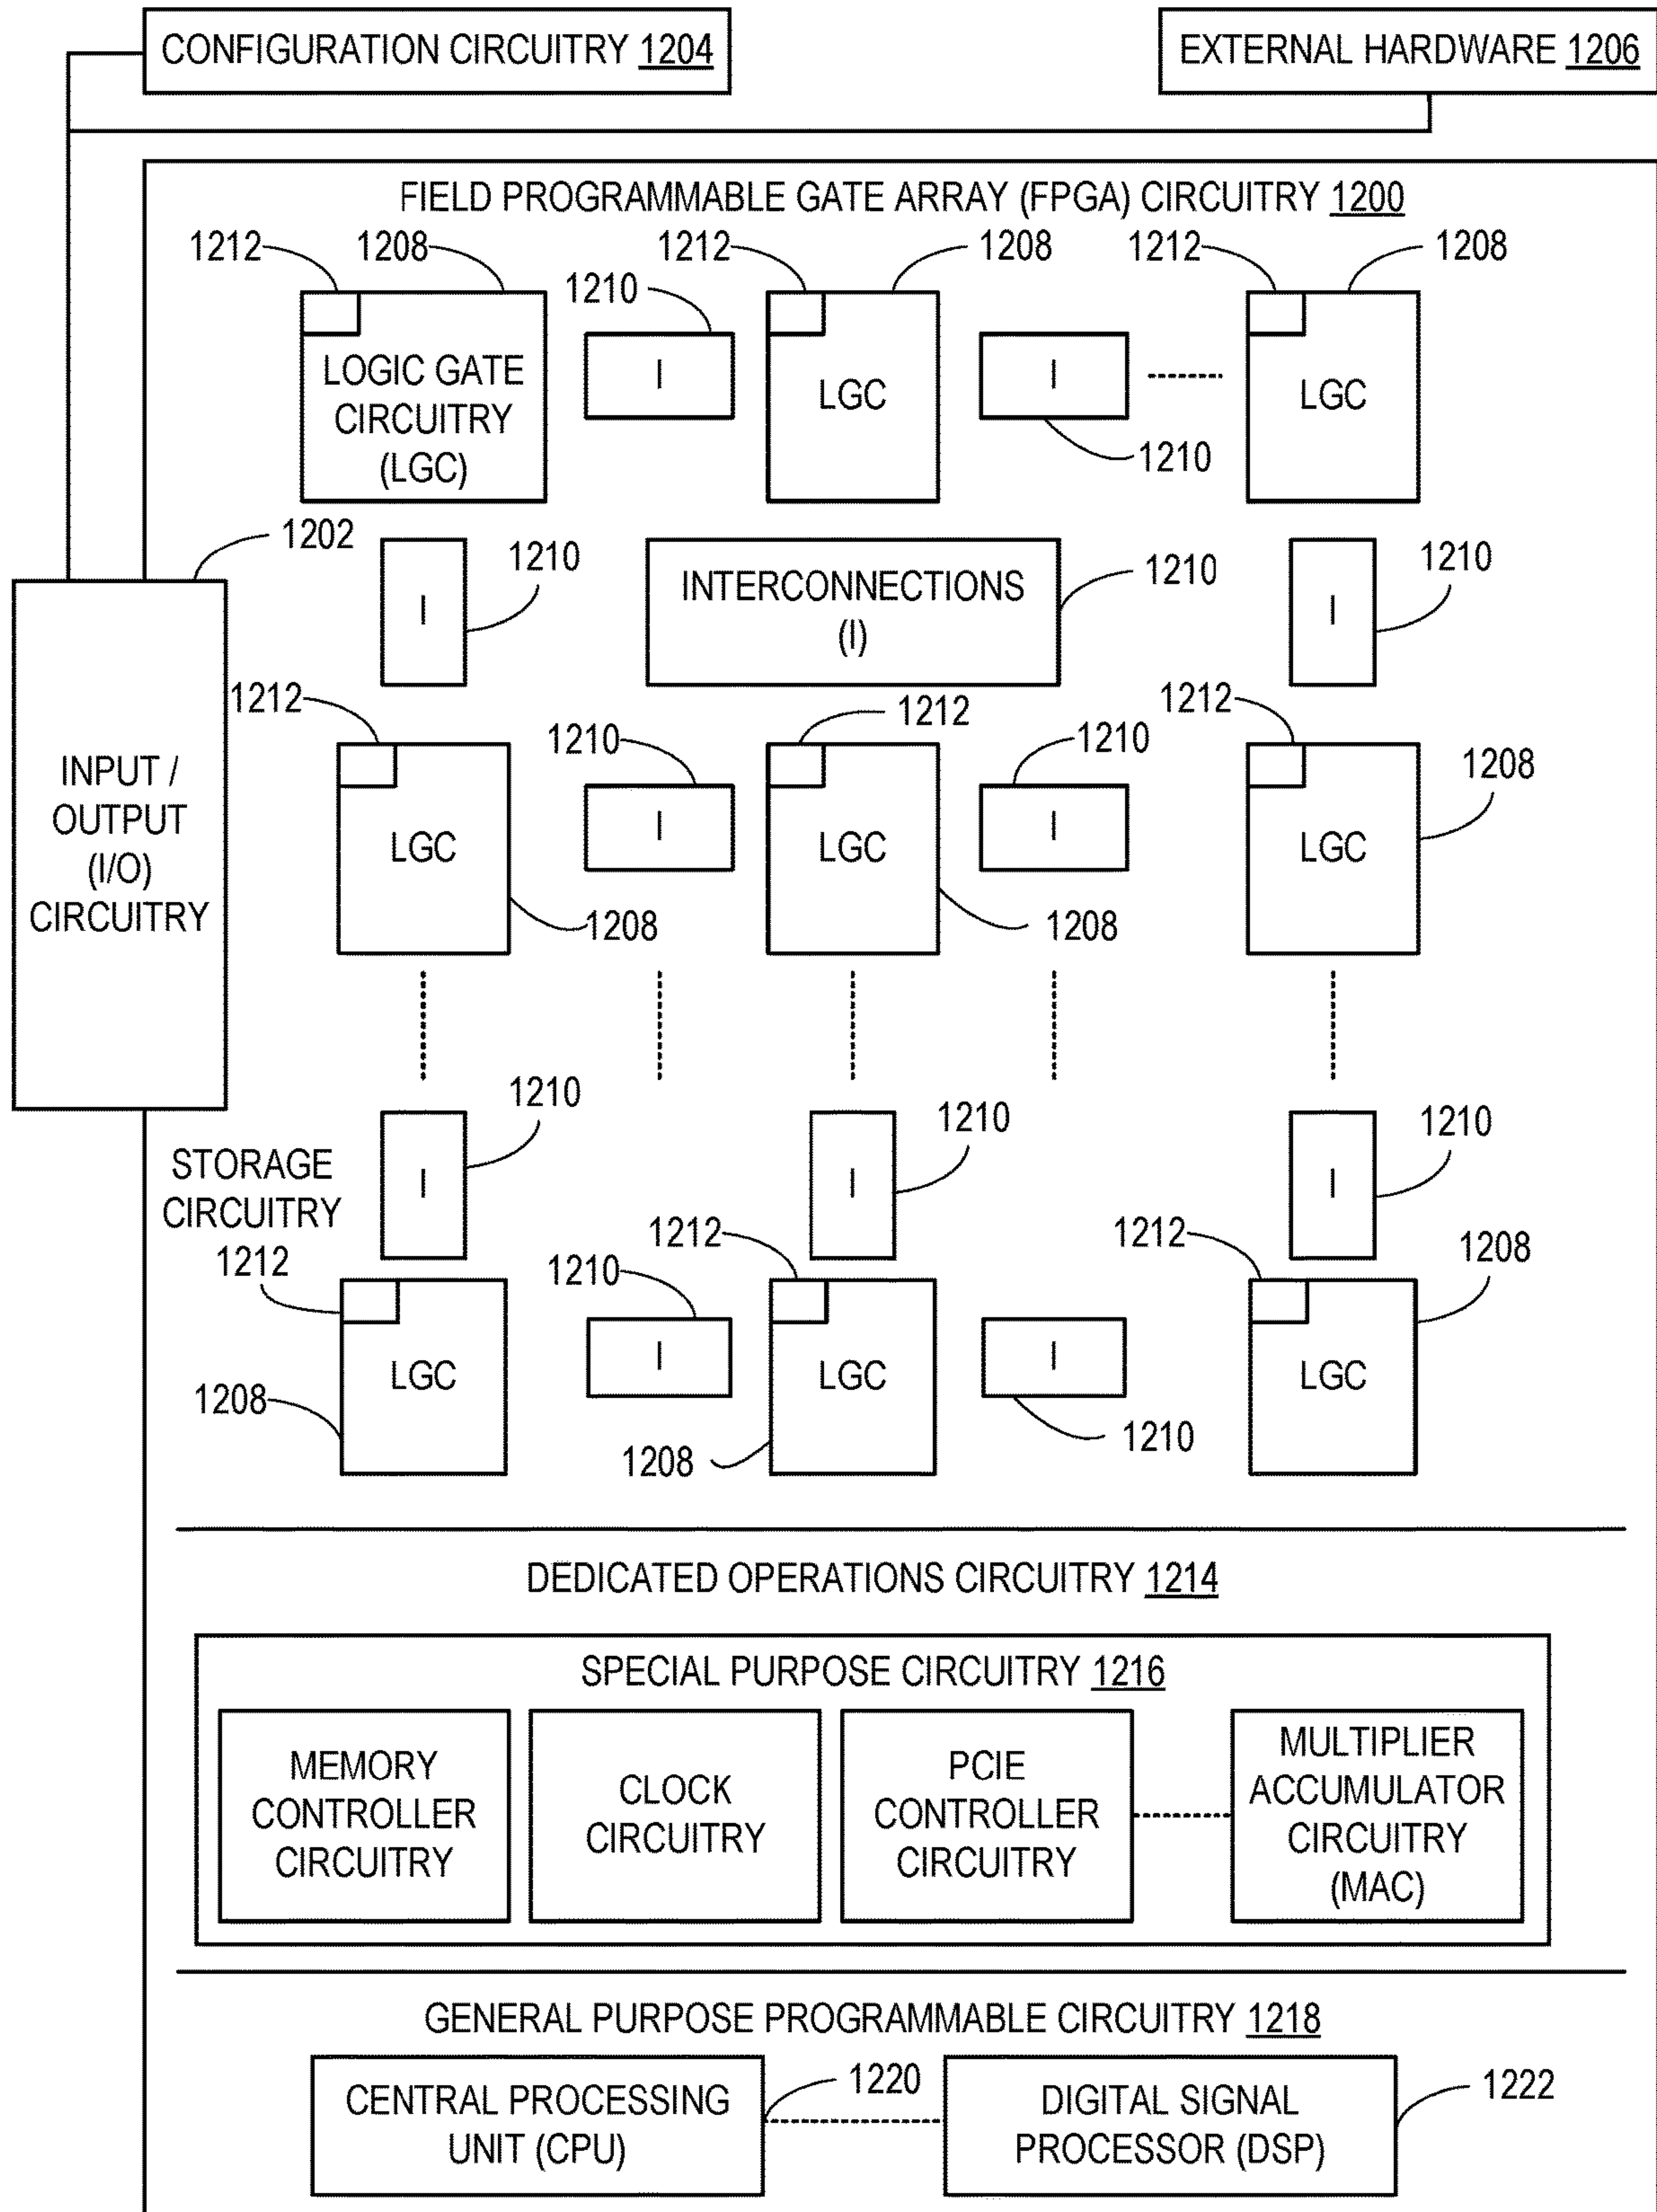 CONFIGURATION CIRCUITRY 1204
EXTERNAL HARDWARE 1206
FIELD PROGRAMMABLE GATE ARRAY (FPGA) CIRCUITRY 1200
1212
1208
1212
1208
1212
1208
1210
LOGIC GATE
CIRCUITRY
(LGC)
I
LGC
I
LGC
1210
1202
1210
1210
1210
I
INTERCONNECTIONS
(I)
I
1212
1212
1212
1210
1210
1208
INPUT /
OUTPUT
(I/O)
CIRCUITRY
LGC
I
LGC
I
LGC
1208
1208
1210
1210
1210
STORAGE
CIRCUITRY
I
I
I
1212
1212
1212
1208
1210
LGC
I
LGC
I
LGC
1208
1208
1210
DEDICATED OPERATIONS CIRCUITRY 1214
SPECIAL PURPOSE CIRCUITRY 1216
MEMORY
CONTROLLER
CIRCUITRY
CLOCK
CIRCUITRY
PCIE
CONTROLLER
CIRCUITRY
MULTIPLIER
ACCUMULATOR
CIRCUITRY
(MAC)
GENERAL PURPOSE PROGRAMMABLE CIRCUITRY 1218
CENTRAL PROCESSING
UNIT (CPU)
1220
DIGITAL SIGNAL
PROCESSOR (DSP)
1222